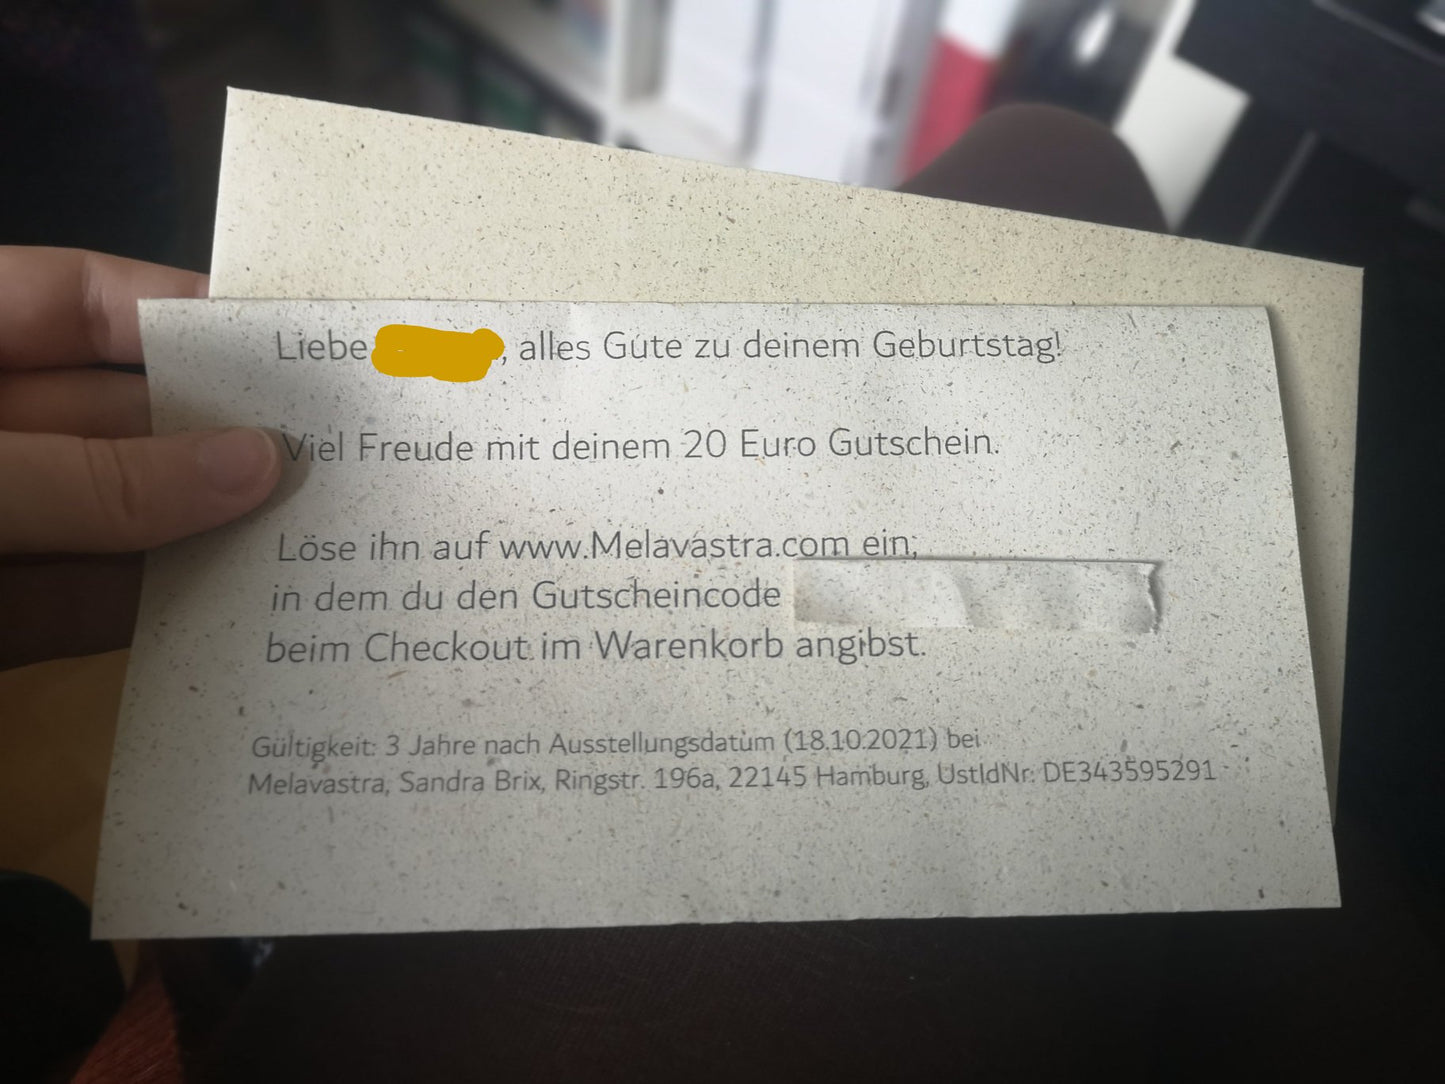 Liebe , alles Gute zu deinem Geburtstag!
Viel Freude mit deinem 20 Euro Gutschein.
Löse ihn auf www.Melavastra.com ein,
in dem du den Gutscheincode
beim Checkout im Warenkorb angibst.
Gültigkeit: 3 Jahre nach Ausstellungsdatum (18.10.2021) bei
Melavastra, Sandra Brix, Ringstr. 196a, 22145 Hamburg, UstIdNr: DE343595291